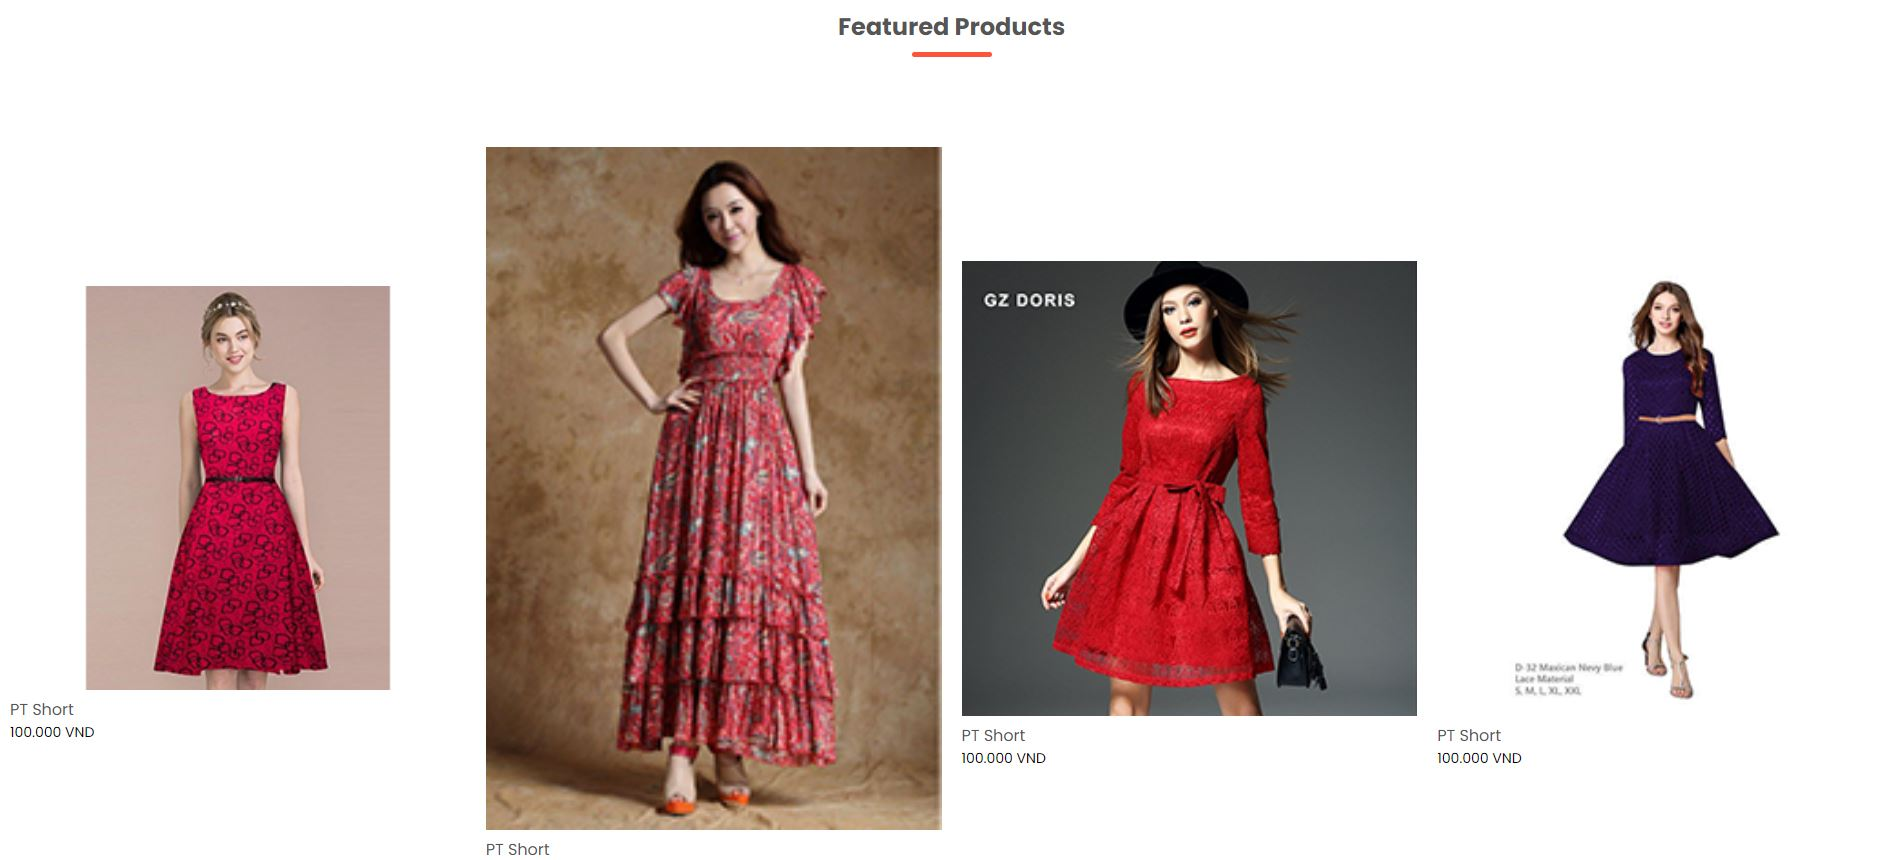 Featured Products
PT Short
100.000 VND
PT Short
GZ DORIS
PT Short
100.000 VND
D-32 Maxican Nevy Blue
Lace Material
S, M, L, XL, XXL
PT Short
100.000 VND